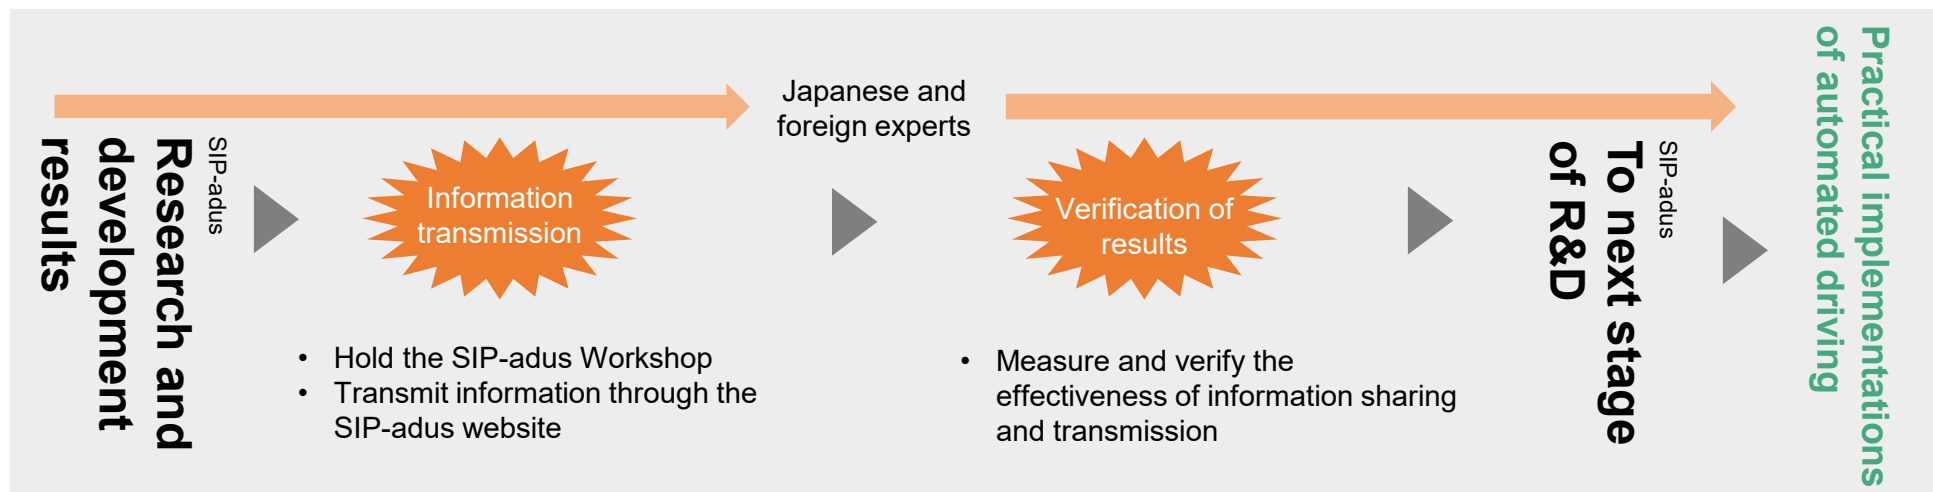 SIP-adus
Research and
development
results
Information
transmission
• Hold the SIP-adus Workshop
• Transmit information through the
SIP-adus website
Japanese and
foreign experts
Verification of
results
• Measure and verify the
effectiveness of information sharing
and transmission
SIP-adus
To next stage
of R&D
Practical implementations
of automated driving